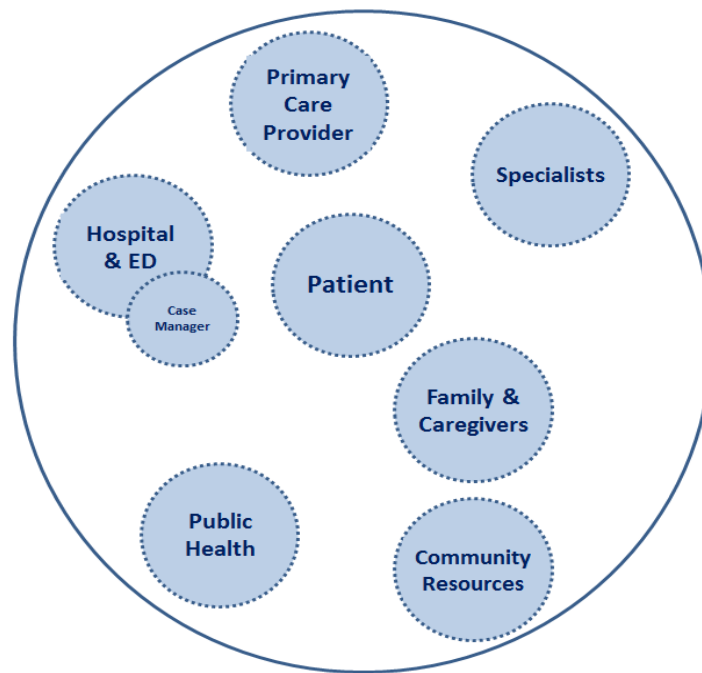 Primary
Care
Provider
Specialists
Hospital
& ED
Case
Manager
Patient
Family &
Caregivers
Public
Health
Community
Resources